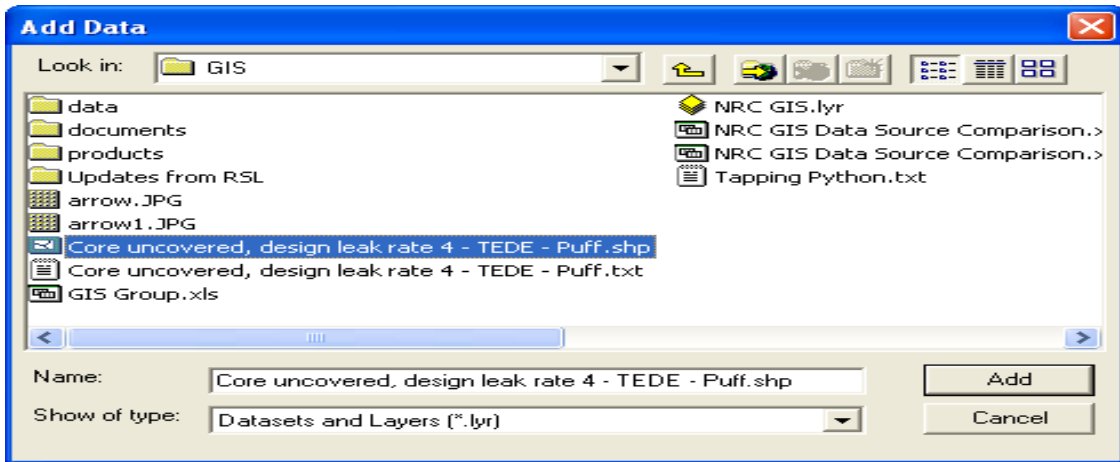 Add Data
Look in:
GIS
data
documents
products
Updates from RSL
arrow.JPG
arrow1.JPG
Core uncovered, design leak rate 4 - TEDE - Puff.shp
Core uncovered, design leak rate 4 - TEDE - Puff.txt
GIS Group.xls
NRC GIS.lyr
NRC GIS Data Source Comparison.
NRC GIS Data Source Comparison.
Tapping Python.txt
Name:
Core uncovered, design leak rate 4 - TEDE - Puff.shp
Add
Show of type:
Datasets and Layers (*.lyr)
Cancel